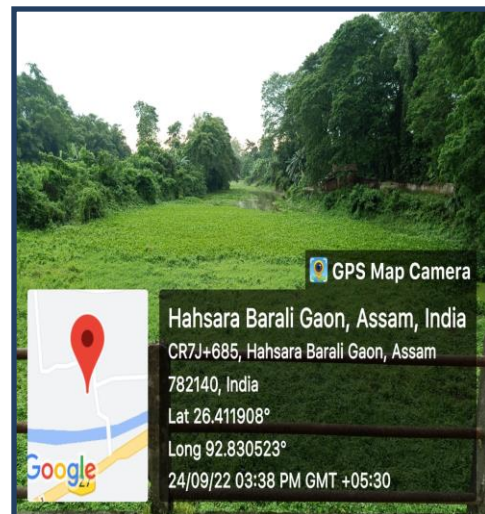 GPS Map Camera
Hahsara Barali Gaon, Assam, India
CR7J+685, Hahsara Barali Gaon, Assam
782140, India
Lat 26.411908°
Long 92.830523°
24/09/22 03:38 PM GMT +05:30
Google
27